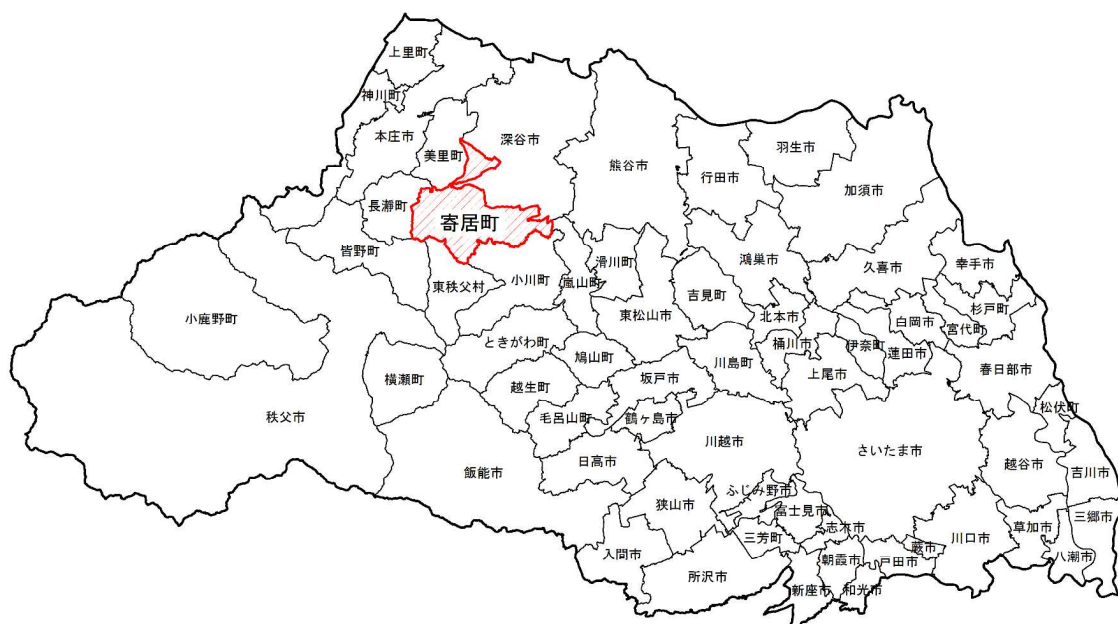 上里町
神川町
本庄市
美里町
深谷市
熊谷市
行田市
羽生市
加須市
長瀞町
寄居町
皆野町
東秩父村
小川町
嵐山町
滑川町
吉見町
鴻巣市
久喜市
幸手市
小鹿野町
東松山市
北本市
白岡市
杉戸町
宮代町
ときがわ町
鳩山町
川島町
桶川市
伊奈町
蓮田市
横瀬町
越生町
坂戸市
上尾市
春日部市
秩父市
毛呂山町
鶴ヶ島市
松伏町
飯能市
日高市
川越市
さいたま市
越谷市
吉川市
ふじみ野市
狭山市
富士見市
志木市
三郷市
入間市
三芳町
川口市
草加市
所沢市
朝霞市
戸田市
蕨市
八潮市
新座市
和光市